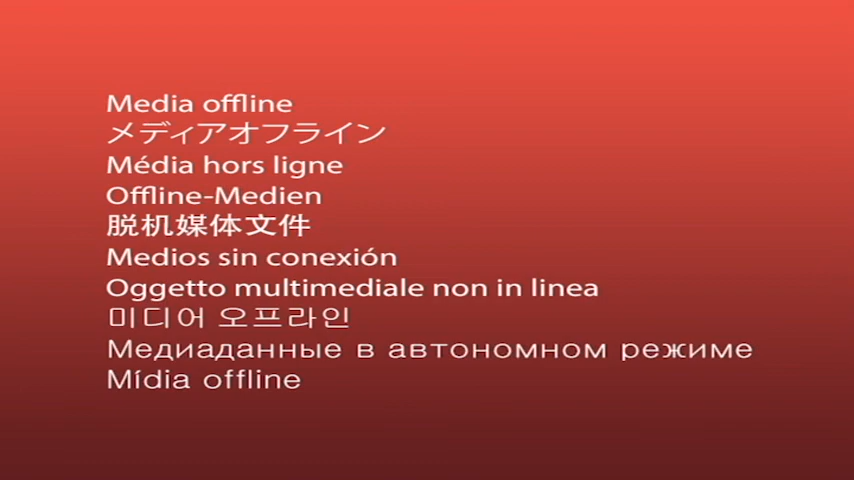 Media offline
メディアオフライン
Média hors ligne
Offline-Medien
脱机媒体文件
Medios sin conexión
Oggetto multimediale non in linea
미디어 오프라인
Медиаданные в автономном режиме
Mídia offline